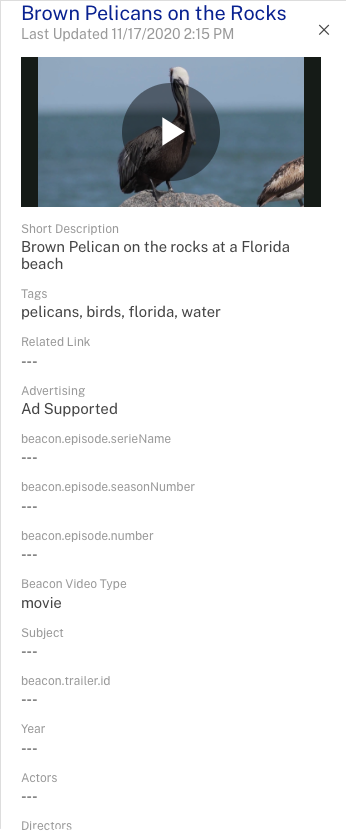 Brown Pelicans on the Rocks
Last Updated 11/17/2020 2:15 PM
Short Description
Brown Pelican on the rocks at a Florida
beach
Tags
pelicans, birds, florida, water
Related Link
---
Advertising
Ad Supported
beacon.episode.serieName
---
beacon.episode.seasonNumber
---
beacon.episode.number
---
Beacon Video Type
movie
Subject
---
beacon.trailer.id
---
Year
---
Actors
---
Directors